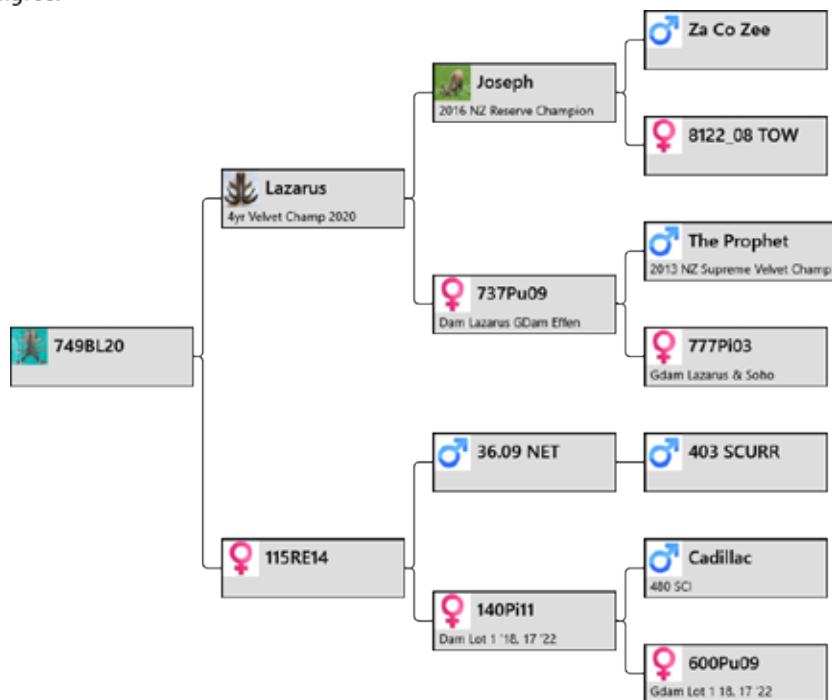 Za Co Zee
Joseph
2016 NZ Reserve Champion
8122_08 TOW
Lazarus
4yr Velvet Champ 2020
The Prophet
2013 NZ Supreme Velvet Champ
737Pu09
Dam Lazarus GDam Effen
777Pi03
Gdam Lazarus & Soho
749BL20
36.09 NET
403 SCURR
115RE14
Cadillac
480 SCI
140Pi11
Dam Lot 1 '18, 17 '22
600Pu09
Gdam Lot 1 18, 17 '22